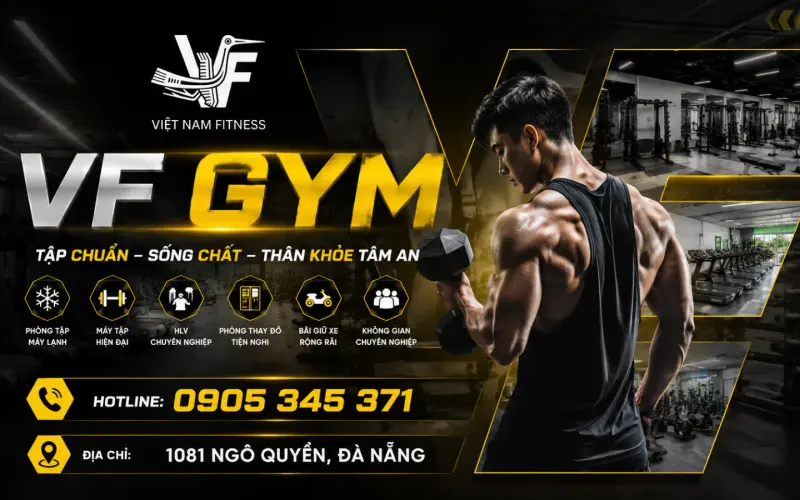 VF
VIỆT NAM FITNESS
VF GYM
TẬP CHUẨN – SỐNG CHẤT – THÂN KHỎE TÂM AN
PHÒNG TẬP
MÁY LẠNH
MÁY TẬP
HIỆN ĐẠI
HLV
CHUYÊN NGHIỆP
PHÒNG THAY ĐỒ
TIỆN NGHI
BÃI GIỮ XE
RỘNG RÃI
KHÔNG GIAN
CHUYÊN NGHIỆP
HOTLINE: 0905 345 371
ĐỊA CHỈ: 1081 NGÔ QUYỀN, ĐÀ NẴNG